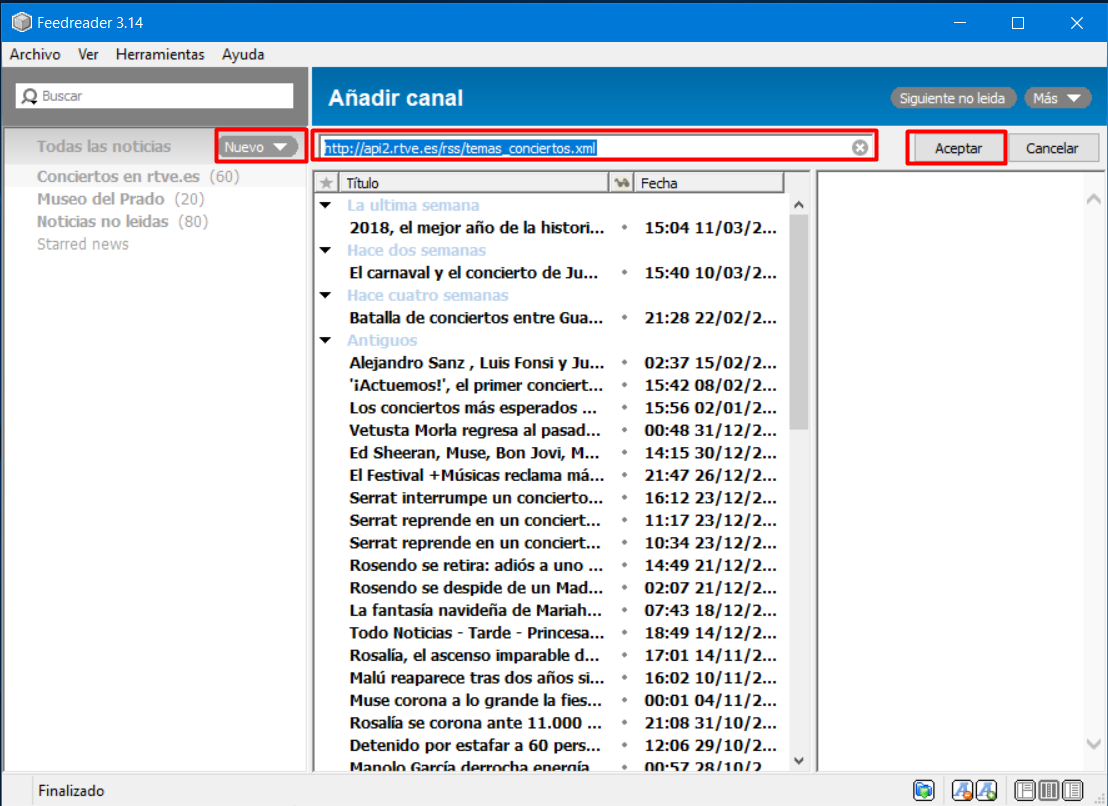 Feedreader 3.14
Archivo Ver Herramientas Ayuda
Buscar
Añadir canal
Siguiente no leida
Más
Todas las noticias
Nuevo
http://api2.rtve.es/rss/temas_conciertos.xml
Aceptar
Cancelar
Conciertos en rtve.es (60)
Museo del Prado (20)
Noticias no leidas (80)
Starred news
Título Fecha
La ultima semana
2018, el mejor año de la histori... 15:04 11/03/2...
Hace dos semanas
El carnaval y el concierto de Ju... 15:40 10/03/2...
Hace cuatro semanas
Batalla de conciertos entre Gua... 21:28 22/02/2...
Antiguos
Alejandro Sanz , Luis Fonsi y Ju... 02:37 15/02/2...
'¡Actuemos!', el primer conciert... 15:42 08/02/2...
Los conciertos más esperados ... 15:56 02/01/2...
Vetusta Morla regresa al pasad... 00:48 31/12/2...
Ed Sheeran, Muse, Bon Jovi, M... 14:15 30/12/2...
El Festival +Músicas reclama má... 21:47 26/12/2...
Serrat interrumpe un concierto... 16:12 23/12/2...
Serrat reprende en un conciert... 11:17 23/12/2...
Serrat reprende en un conciert... 10:34 23/12/2...
Rosendo se retira: adiós a uno ... 14:49 21/12/2...
Rosendo se despide de un Mad... 02:07 21/12/2...
La fantasía navideña de Mariah... 07:43 18/12/2...
Todo Noticias - Tarde - Princesa... 18:49 14/12/2...
Rosalía, el ascenso imparable d... 17:01 14/11/2...
Malú reaparece tras dos años si... 16:02 10/11/2...
Muse corona a lo grande la fies... 00:01 04/11/2...
Rosalía se corona ante 11.000 ... 21:08 31/10/2...
Detenido por estafar a 60 pers... 12:06 29/10/2...
Manolo García derrocha energía 00:57 28/10/2
Finalizado